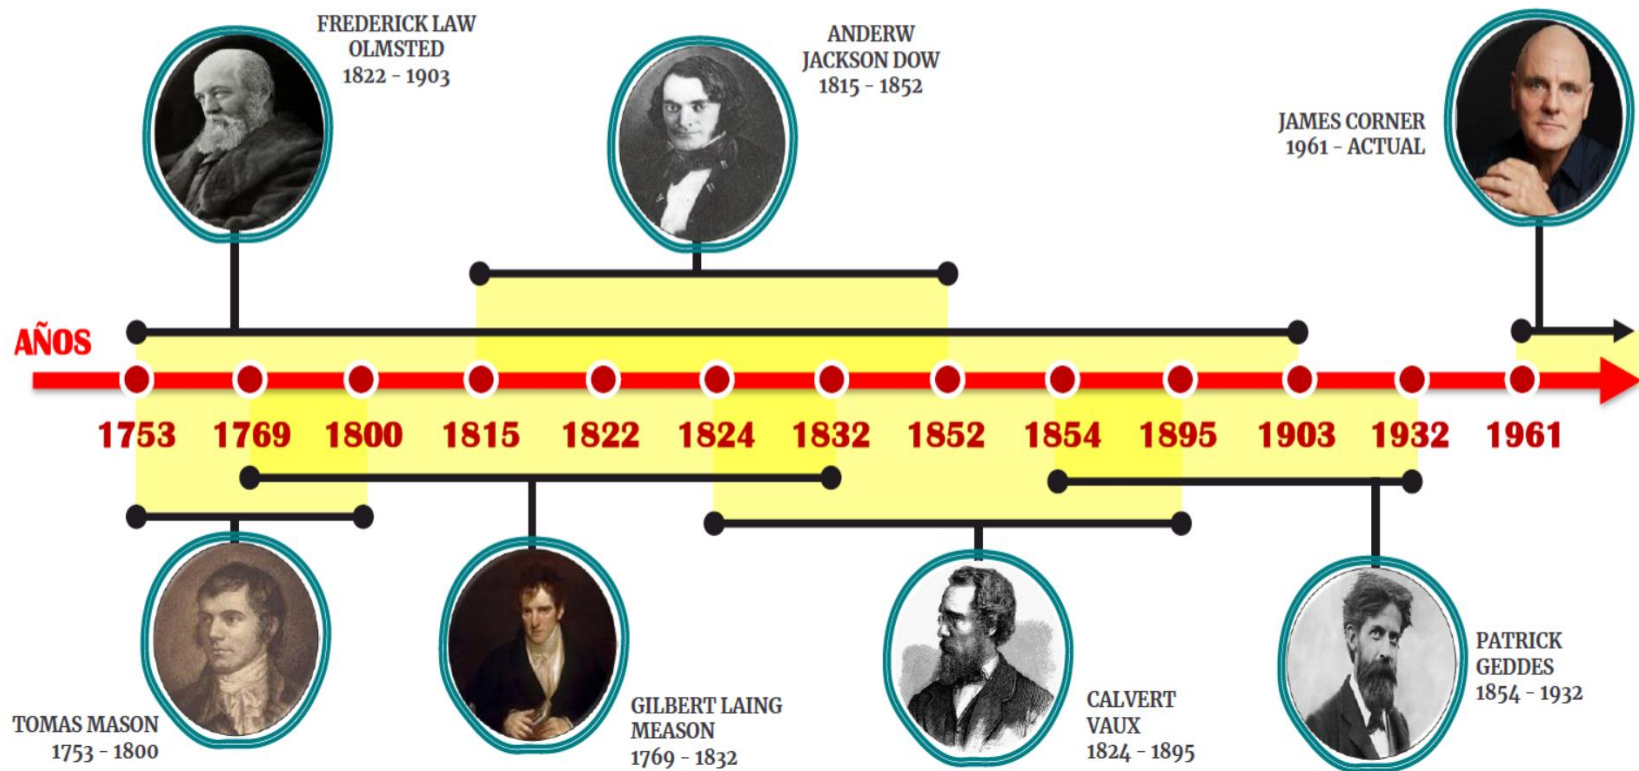 FREDERICK LAW
OLMSTED
1822 - 1903
ANDERW
JACKSON DOW
1815 - 1852
JAMES CORNER
1961 - ACTUAL
AÑOS
1753 1769 1800 1815 1822 1824 1832 1852 1854 1895 1903 1932 1961
TOMAS MASON
1753 - 1800
GILBERT LAING
MEASON
1769 - 1832
CALVERT
VAUX
1824 - 1895
PATRICK
GEDDES
1854 - 1932